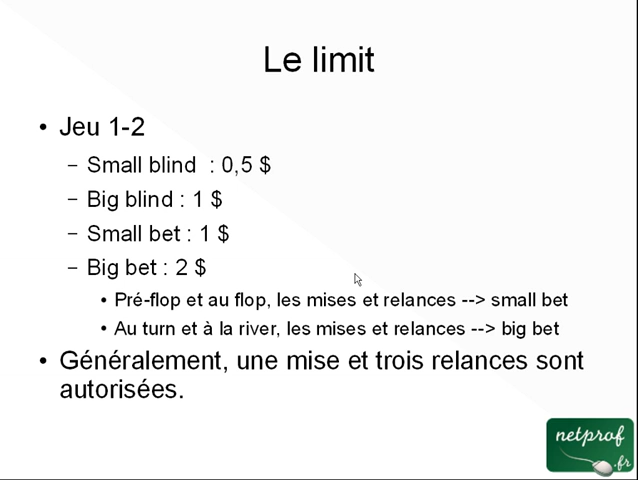 Le limit
• Jeu 1-2
– Small blind : 0,5 $
– Big blind : 1 $
– Small bet : 1 $
– Big bet : 2 $
• Pré-flop et au flop, les mises et relances --> small bet
• Au turn et à la river, les mises et relances --> big bet
• Généralement, une mise et trois relances sont
autorisées.
netprof
.fr